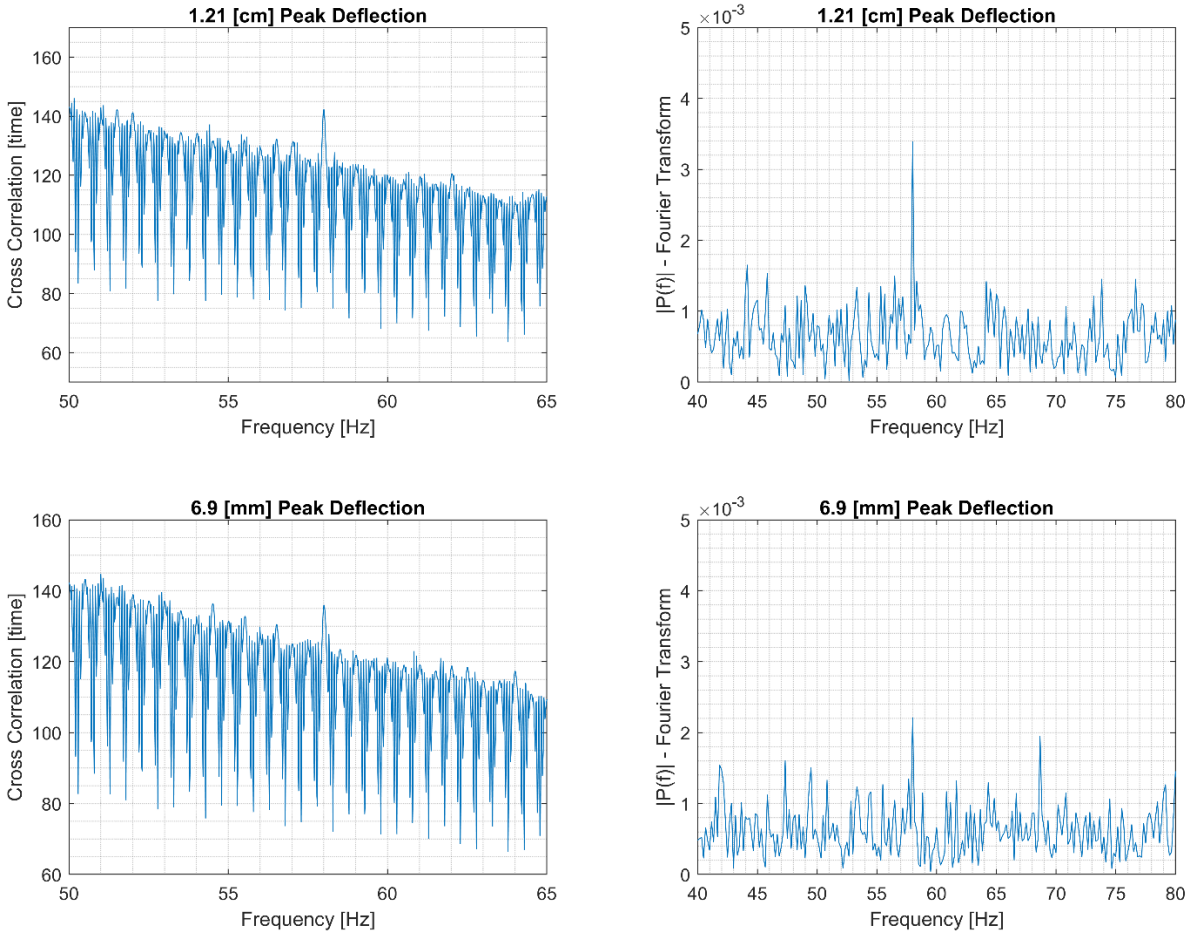 1.21 [cm] Peak Deflection
Cross Correlation [time]
160
140
120
100
80
60
50 55 60 65
Frequency [Hz]
1.21 [cm] Peak Deflection
×10⁻³
|P(f)| - Fourier Transform
5
4
3
2
1
0
40 45 50 55 60 65 70 75 80
Frequency [Hz]
6.9 [mm] Peak Deflection
Cross Correlation [time]
160
140
120
100
80
60
50 55 60 65
Frequency [Hz]
6.9 [mm] Peak Deflection
×10⁻³
|P(f)| - Fourier Transform
5
4
3
2
1
0
40 45 50 55 60 65 70 75 80
Frequency [Hz]